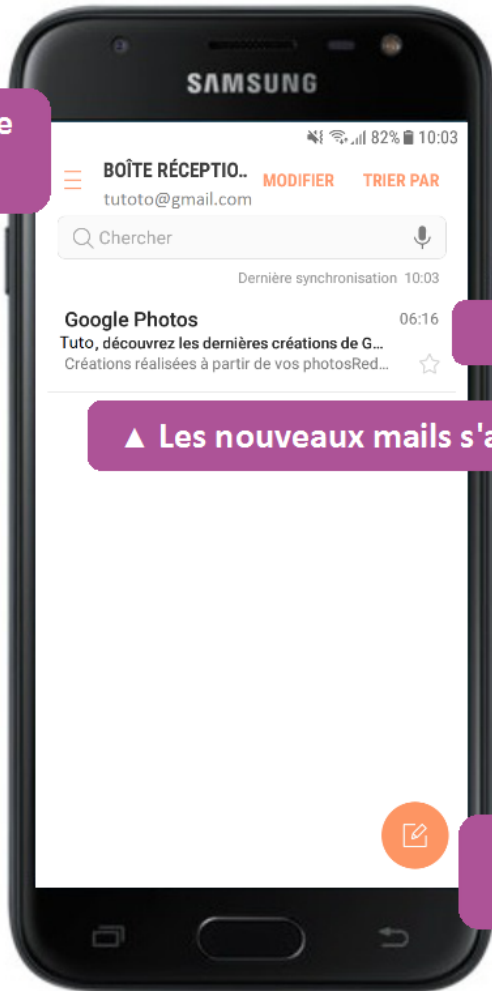 SAMSUNG
e
82% 10:03
BOÎTE RÉCEPTIO..
MODIFIER
TRIER PAR
tutoto@gmail.com
Chercher
Dernière synchronisation 10:03
Google Photos
06:16
Tuto, découvrez les dernières créations de G...
Créations réalisées à partir de vos photosRed...
▲ Les nouveaux mails s'a